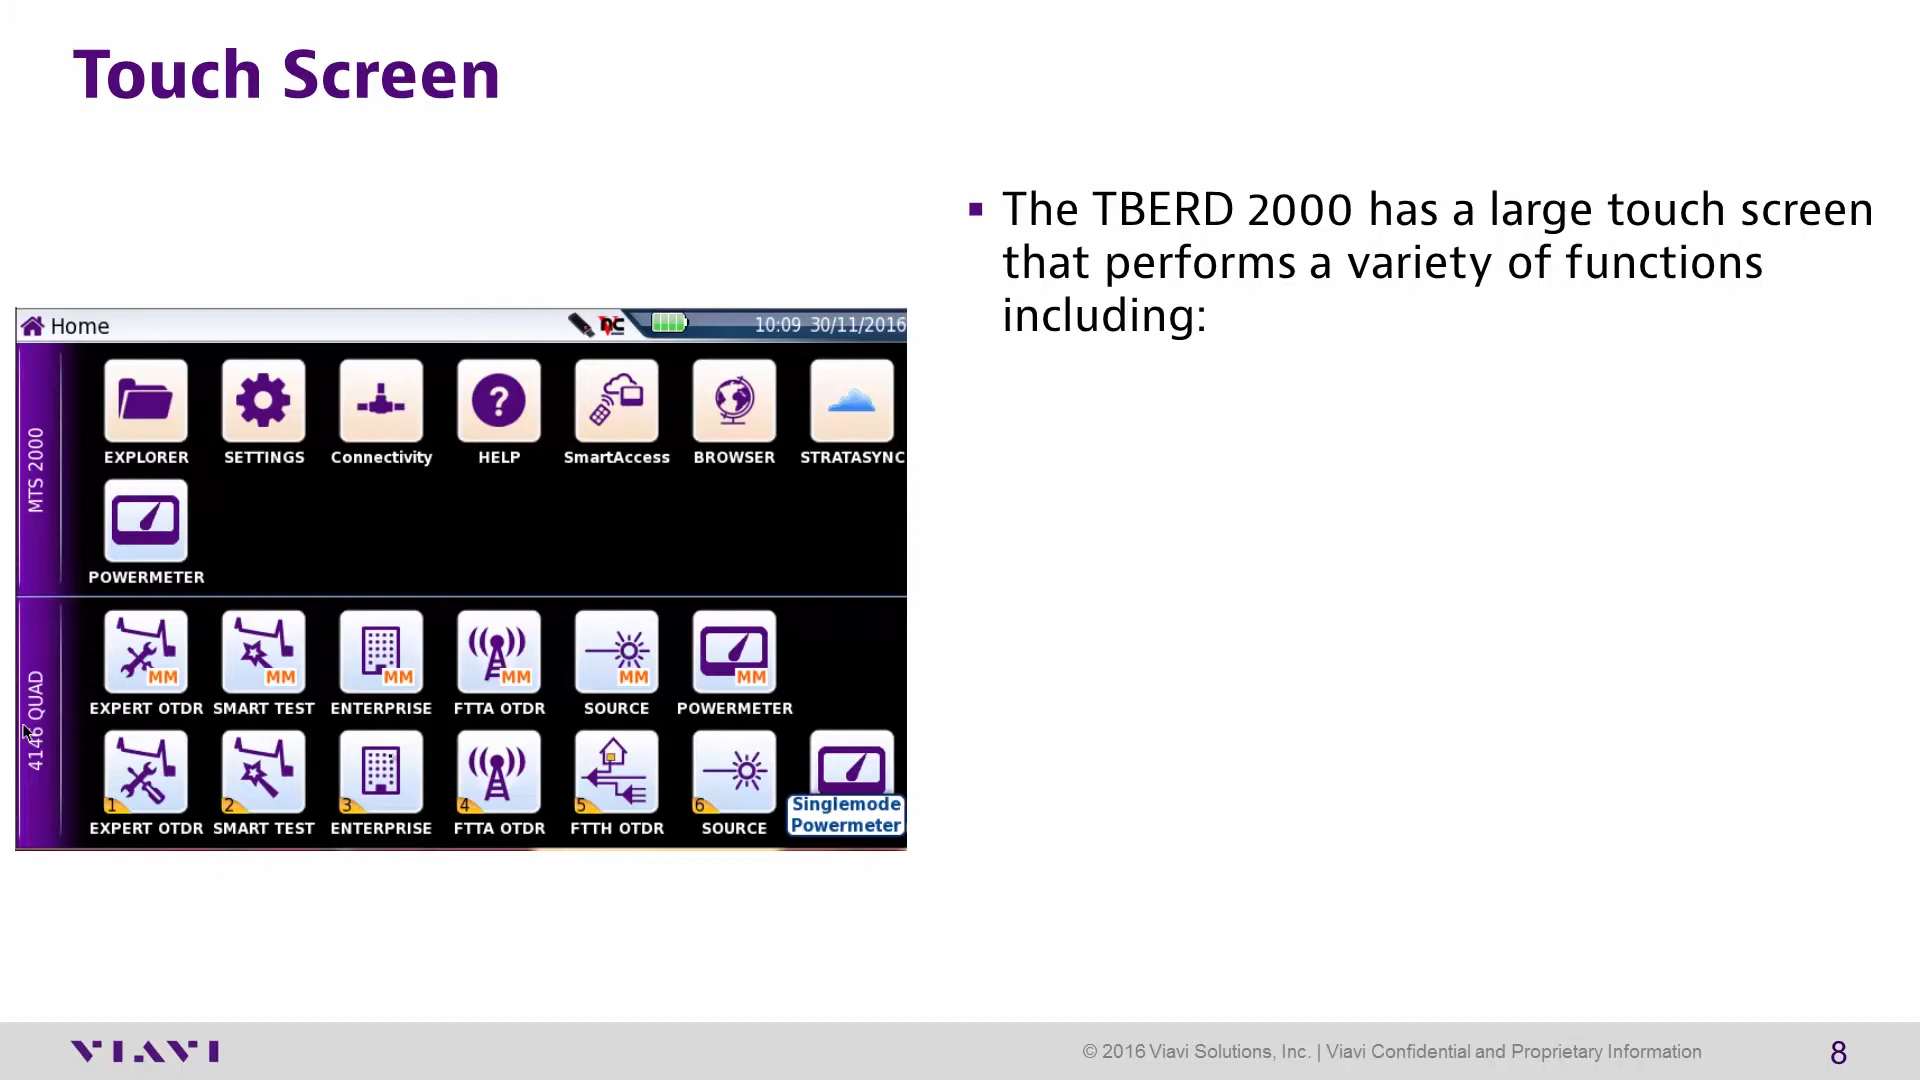 Touch Screen
The TBERD 2000 has a large touch screen
that performs a variety of functions
including:
Home
10:09 30/11/2016
MTS 2000
EXPLORER SETTINGS Connectivity HELP SmartAccess BROWSER STRATASYNC
POWERMETER
4146 QUAD
MM MM MM MM MM MM
EXPERT OTDR SMART TEST ENTERPRISE FTTA OTDR SOURCE POWERMETER
1 2 3 4 5 6
Singlemode
Powermeter
EXPERT OTDR SMART TEST ENTERPRISE FTTA OTDR FTTH OTDR SOURCE
VIAVI
© 2016 Viavi Solutions, Inc. | Viavi Confidential and Proprietary Information
8